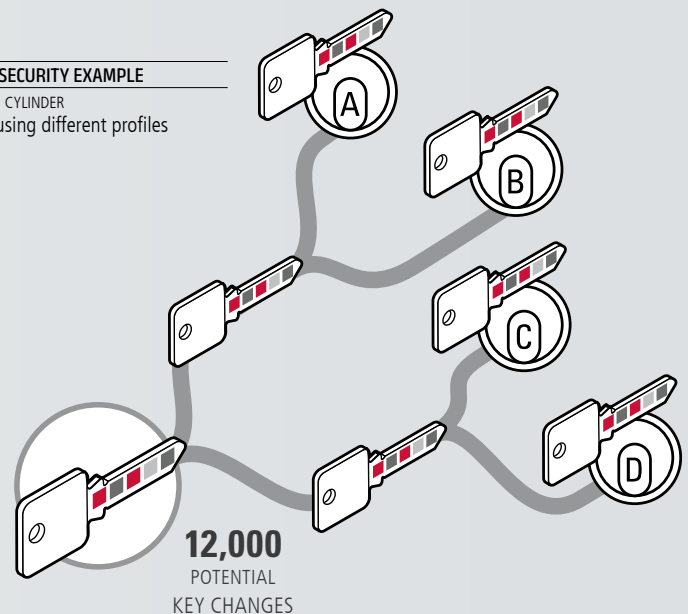 SECURITY EXAMPLE
CYLINDER
using different profiles
A
B
C
D
12,000
POTENTIAL
KEY CHANGES